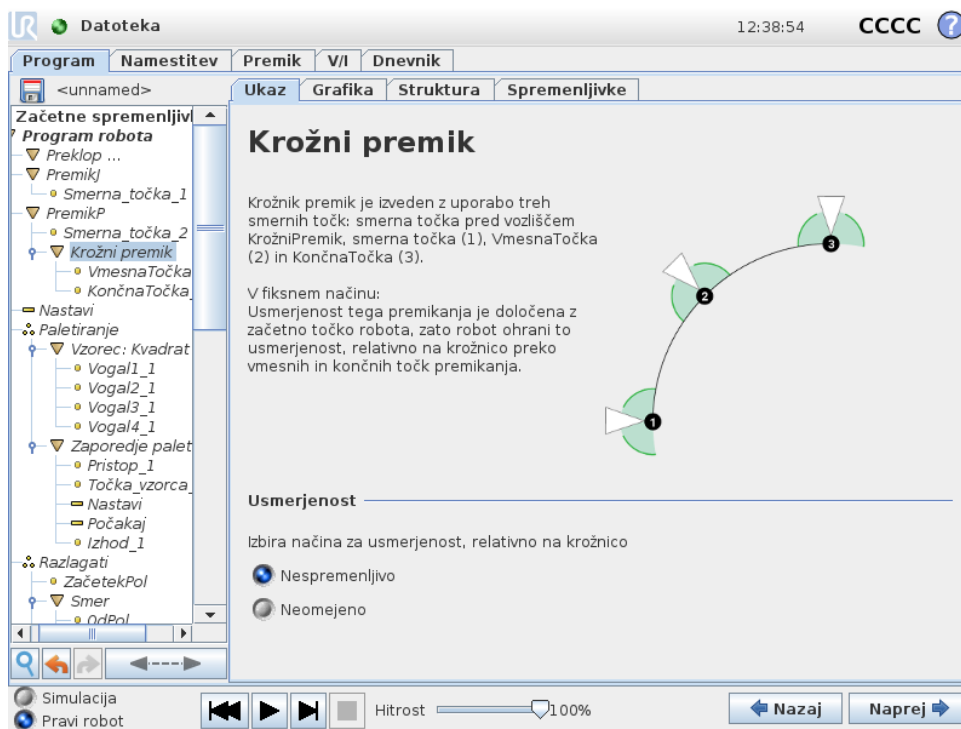 UR Datoteka 12:38:54 CCCC ?
Program Namestitev Premik V/I Dnevnik
<unnamed>
Ukaz Grafika Struktura Spremenljivke
Začetne spremenljivl
Program robota
Preklop ...
PremikJ
Smerna_točka_1
PremikP
Smerna_točka_2
Krožni premik
VmesnaTočka
KončnaTočka_
Nastavi
Paletiranje
Vzorec: Kvadrat
Vogal1_1
Vogal2_1
Vogal3_1
Vogal4_1
Zaporedje palet
Pristop_1
Točka_vzorca_
Nastavi
Počakaj
Izhod_1
Razlagati
ZačetekPol
Smer
OdPol
Krožni premik
Krožnik premik je izveden z uporabo treh
smernih točk: smerna točka pred vozliščem
KrožniPremik, smerna točka (1), VmesnaTočka
(2) in KončnaTočka (3).
V fiksnem načinu:
Usmerjenost tega premikanja je določena z
začetno točko robota, zato robot ohrani to
usmerjenost, relativno na krožnico preko
vmesnih in končnih točk premikanja.
3
2
1
Usmerjenost
Izbira načina za usmerjenost, relativno na krožnico
Nespremenljivo
Neomejeno
Simulacija
Pravi robot
Hitrost 100%
Nazaj Naprej